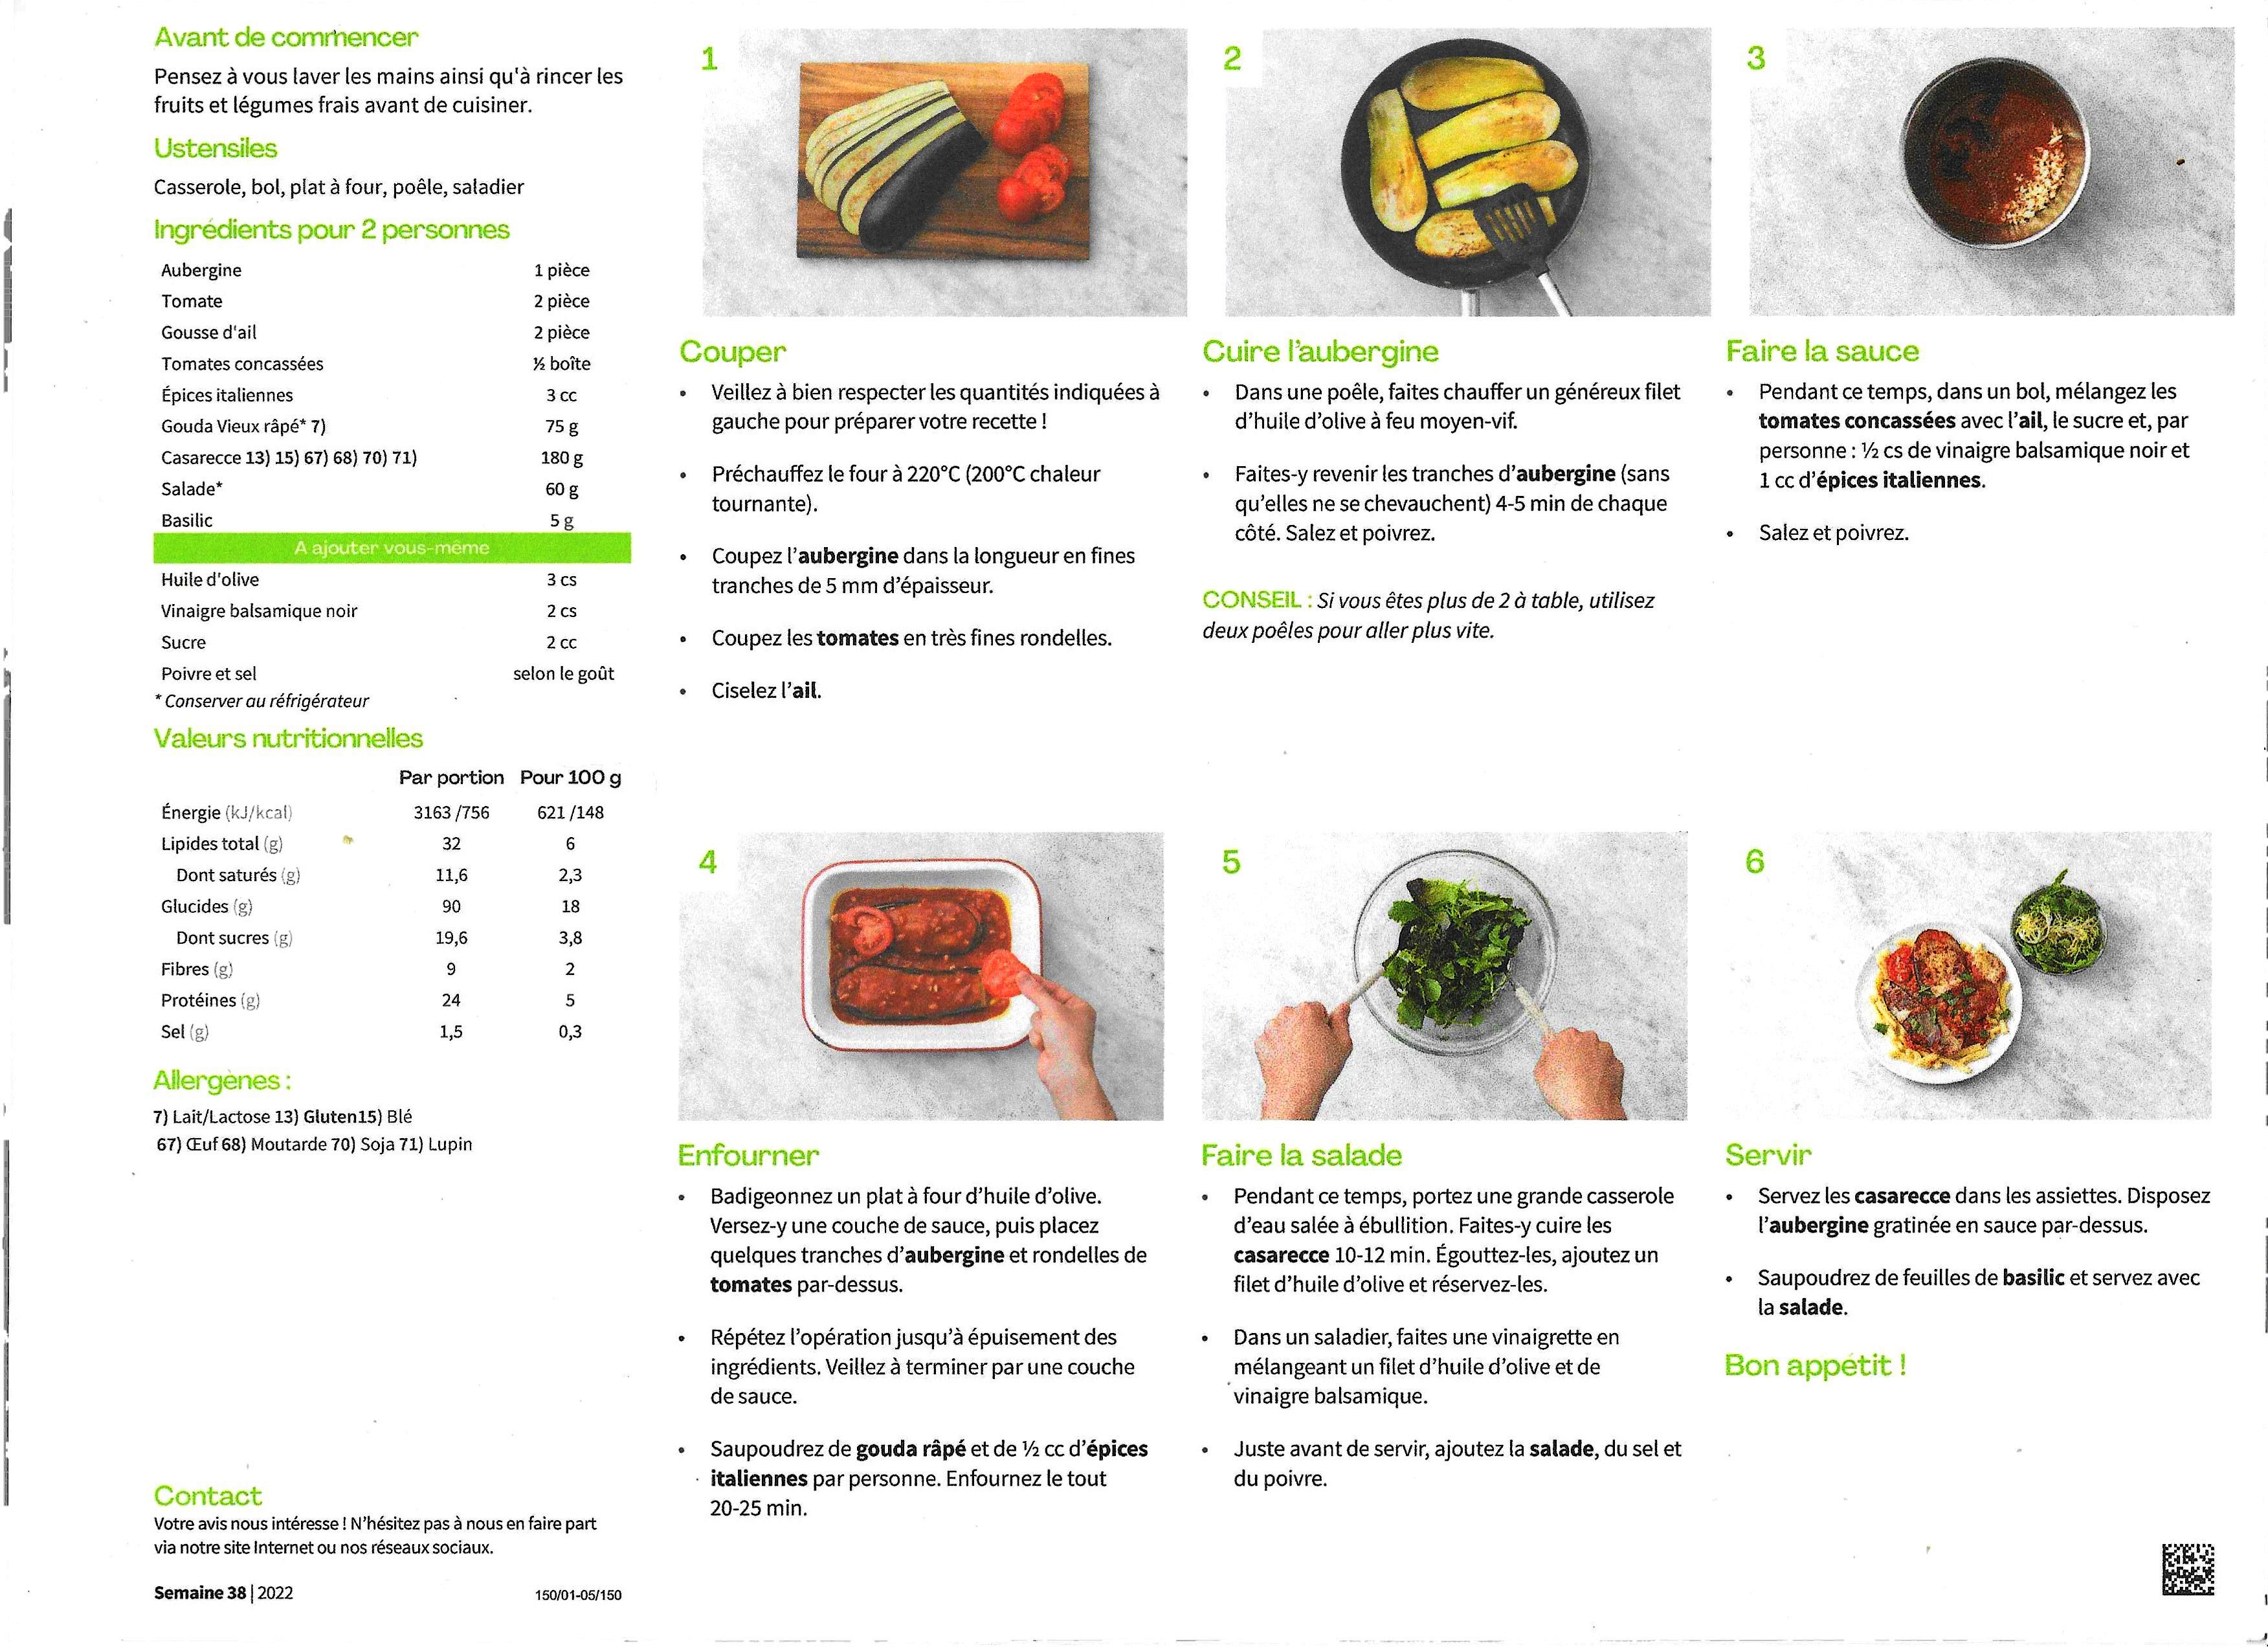 Avant de commencer
Pensez à vous laver les mains ainsi qu'à rincer les
fruits et légumes frais avant de cuisiner.
Ustensiles
Casserole, bol, plat à four, poêle, saladier
Ingrédients pour 2 personnes
Aubergine 1 pièce
Tomate 2 pièce
Gousse d'ail 2 pièce
Tomates concassées ½ boîte
Épices italiennes 3 cc
Gouda Vieux râpé* 7) 75 g
Casarecce 13) 15) 67) 68) 70) 71) 180 g
Salade* 60 g
Basilic 5 g
A ajouter vous-même
Huile d'olive 3 cs
Vinaigre balsamique noir 2 cs
Sucre 2 cc
Poivre et sel selon le goût
* Conserver au réfrigérateur
Valeurs nutritionnelles
Par portion Pour 100 g
Énergie (kJ/kcal) 3163 /756 621 /148
Lipides total (g) 32 6
Dont saturés (g) 11,6 2,3
Glucides (g) 90 18
Dont sucres (g) 19,6 3,8
Fibres (g) 9 2
Protéines (g) 24 5
Sel (g) 1,5 0,3
Allergènes :
7) Lait/Lactose 13) Gluten15) Blé
67) Œuf 68) Moutarde 70) Soja 71) Lupin
Contact
Votre avis nous intéresse ! N'hésitez pas à nous en faire part
via notre site Internet ou nos réseaux sociaux.
Semaine 38 | 2022 150/01-05/150
1
Couper
• Veillez à bien respecter les quantités indiquées à
gauche pour préparer votre recette !
• Préchauffez le four à 220°C (200°C chaleur
tournante).
• Coupez l'aubergine dans la longueur en fines
tranches de 5 mm d'épaisseur.
• Coupez les tomates en très fines rondelles.
• Ciselez l'ail.
2
Cuire l'aubergine
• Dans une poêle, faites chauffer un généreux filet
d'huile d'olive à feu moyen-vif.
• Faites-y revenir les tranches d'aubergine (sans
qu'elles ne se chevauchent) 4-5 min de chaque
côté. Salez et poivrez.
CONSEIL : Si vous êtes plus de 2 à table, utilisez
deux poêles pour aller plus vite.
3
Faire la sauce
• Pendant ce temps, dans un bol, mélangez les
tomates concassées avec l'ail, le sucre et, par
personne : ½ cs de vinaigre balsamique noir et
1 cc d'épices italiennes.
• Salez et poivrez.
4
Enfourner
• Badigeonnez un plat à four d'huile d'olive.
Versez-y une couche de sauce, puis placez
quelques tranches d'aubergine et rondelles de
tomates par-dessus.
• Répétez l'opération jusqu'à épuisement des
ingrédients. Veillez à terminer par une couche
de sauce.
• Saupoudrez de gouda râpé et de ½ cc d'épices
italiennes par personne. Enfournez le tout
20-25 min.
5
Faire la salade
• Pendant ce temps, portez une grande casserole
d'eau salée à ébullition. Faites-y cuire les
casarecce 10-12 min. Égouttez-les, ajoutez un
filet d'huile d'olive et réservez-les.
• Dans un saladier, faites une vinaigrette en
mélangeant un filet d'huile d'olive et de
vinaigre balsamique.
• Juste avant de servir, ajoutez la salade, du sel et
du poivre.
6
Servir
• Servez les casarecce dans les assiettes. Disposez
l'aubergine gratinée en sauce par-dessus.
• Saupoudrez de feuilles de basilic et servez avec
la salade.
Bon appétit !